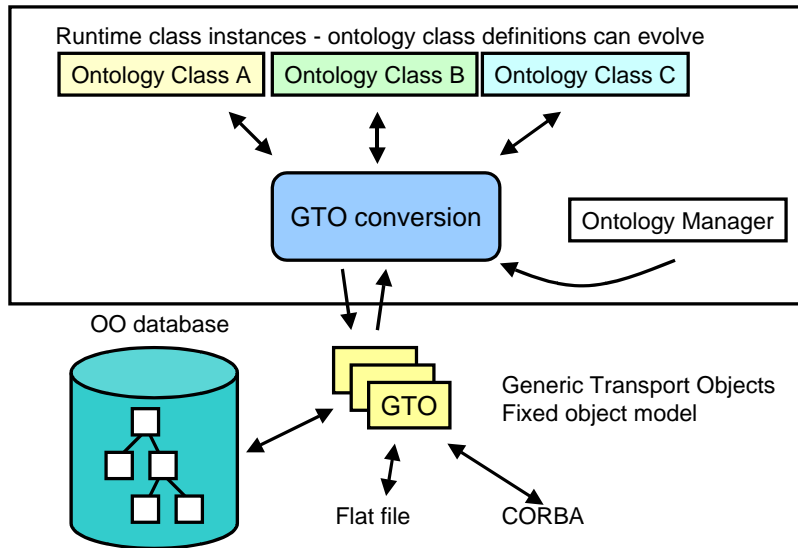 Runtime class instances - ontology class definitions can evolve
Ontology Class A
Ontology Class B
Ontology Class C
GTO conversion
Ontology Manager
OO database
GTO
Generic Transport Objects
Fixed object model
Flat file
CORBA